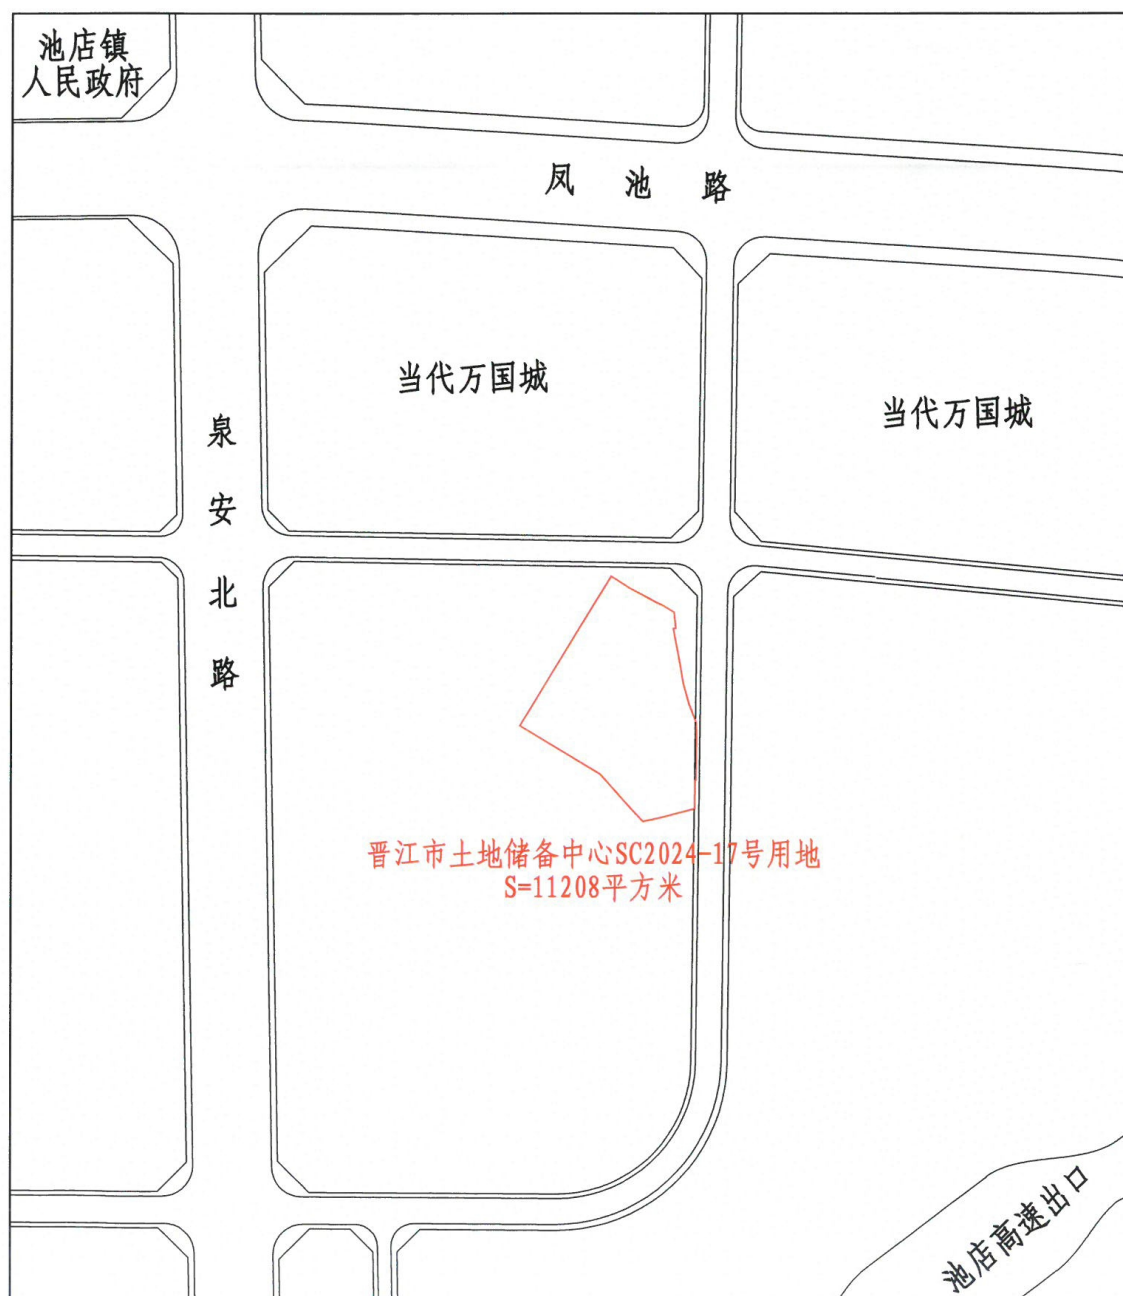 池店镇
人民政府
凤池路
当代万国城
当代万国城
泉安北路
晋江市土地储备中心SC2024-17号用地
S=11208平方米
池店高速出口